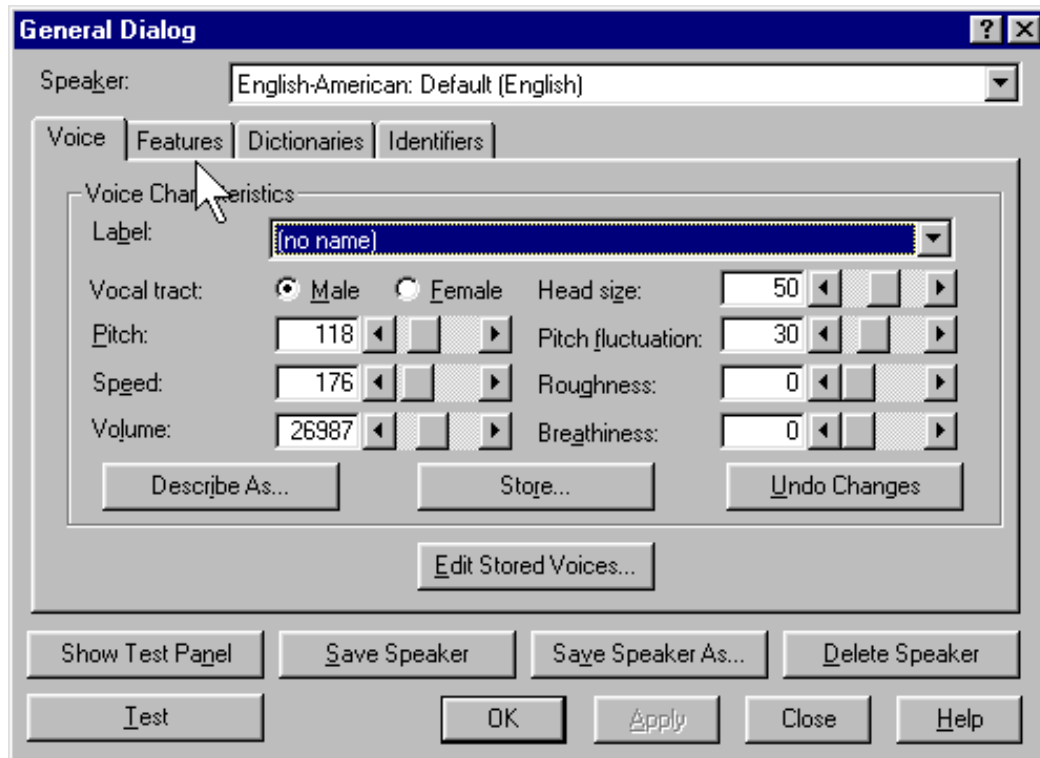 General Dialog
Speaker: English-American: Default (English)
Voice Features Dictionaries Identifiers
Voice Characteristics
Label: (no name)
Vocal tract: Male Female Head size: 50
Pitch: 118 Pitch fluctuation: 30
Speed: 176 Roughness: 0
Volume: 26987 Breathiness: 0
Describe As... Store... Undo Changes
Edit Stored Voices...
Show Test Panel Save Speaker Save Speaker As... Delete Speaker
Test OK Apply Close Help